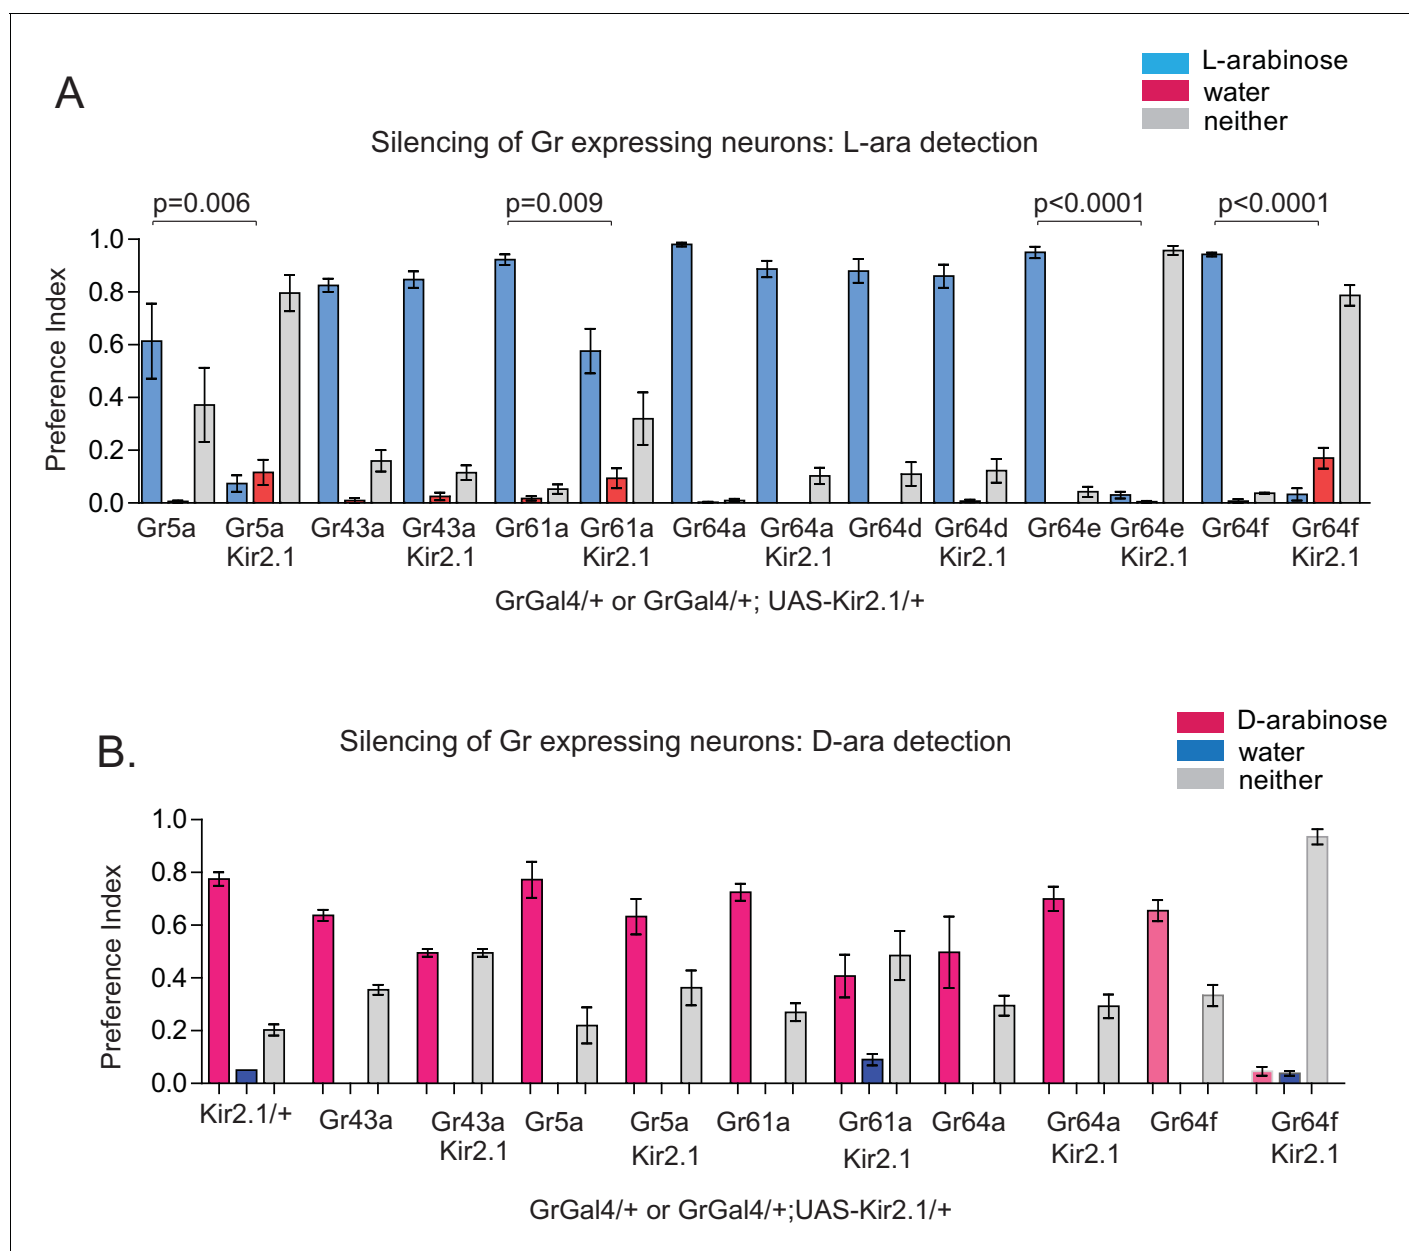 A
L-arabinose
water
neither
Silencing of Gr expressing neurons: L-ara detection
p=0.006
p=0.009
p<0.0001
p<0.0001
Preference Index
1.0
0.8
0.6
0.4
0.2
0.0
Gr5a
Gr5a
Kir2.1
Gr43a
Gr43a
Kir2.1
Gr61a
Gr61a
Kir2.1
Gr64a
Gr64a
Kir2.1
Gr64d
Gr64d
Kir2.1
Gr64e
Gr64e
Kir2.1
Gr64f
Gr64f
Kir2.1
GrGal4/+ or GrGal4/+; UAS-Kir2.1/+
B.
D-arabinose
water
neither
Silencing of Gr expressing neurons: D-ara detection
Preference Index
1.0
0.8
0.6
0.4
0.2
0.0
Kir2.1/+
Gr43a
Gr43a
Kir2.1
Gr5a
Gr5a
Kir2.1
Gr61a
Gr61a
Kir2.1
Gr64a
Gr64a
Kir2.1
Gr64f
Gr64f
Kir2.1
GrGal4/+ or GrGal4/+;UAS-Kir2.1/+